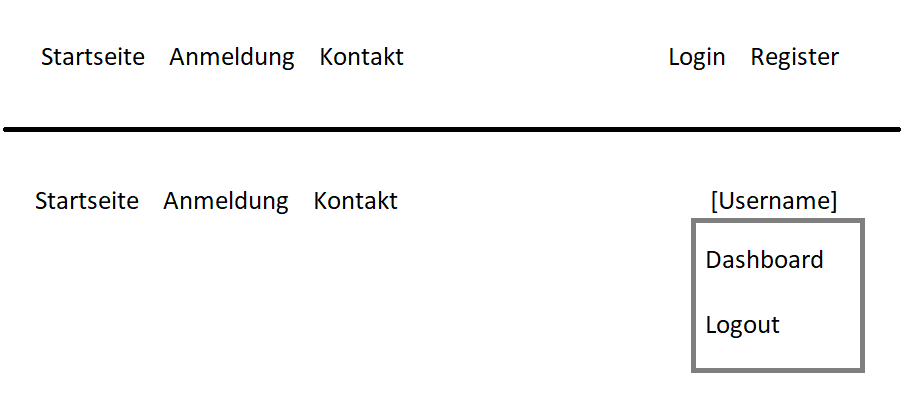 Startseite Anmeldung Kontakt Login Register
Startseite Anmeldung Kontakt [Username]
Dashboard
Logout